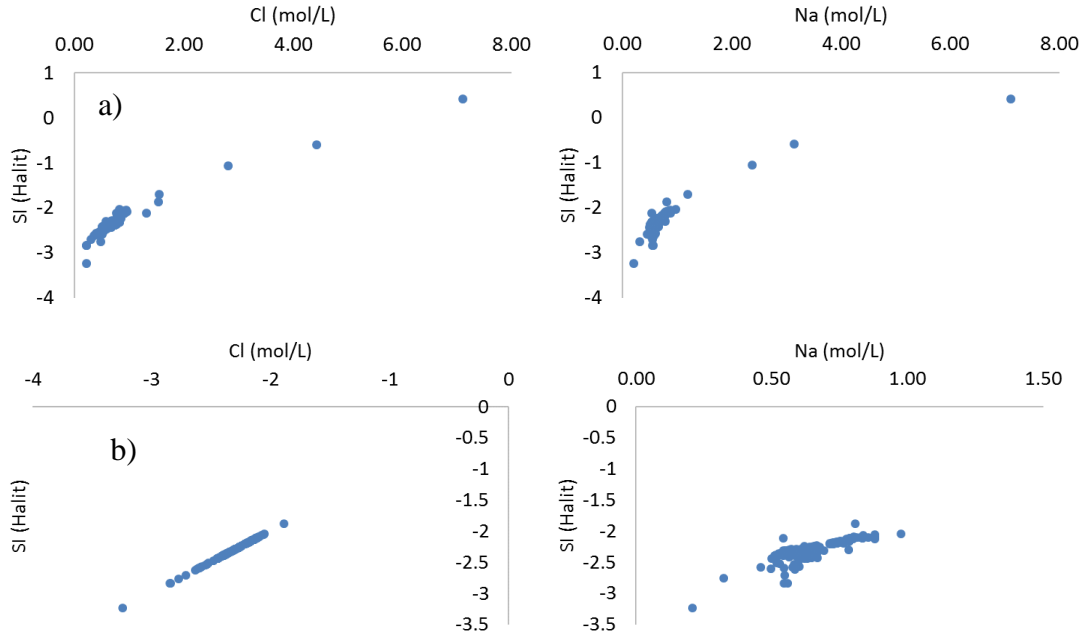 Cl (mol/L)
0.00 2.00 4.00 6.00 8.00
1
0
-1
-2
-3
-4
SI (Halit)
a)
Na (mol/L)
0.00 2.00 4.00 6.00 8.00
1
0
-1
-2
-3
-4
SI (Halit)
Cl (mol/L)
-4 -3 -2 -1 0
0
-0.5
-1
-1.5
-2
-2.5
-3
-3.5
SI (Halit)
b)
Na (mol/L)
0.00 0.50 1.00 1.50
0
-0.5
-1
-1.5
-2
-2.5
-3
-3.5
SI (Halit)